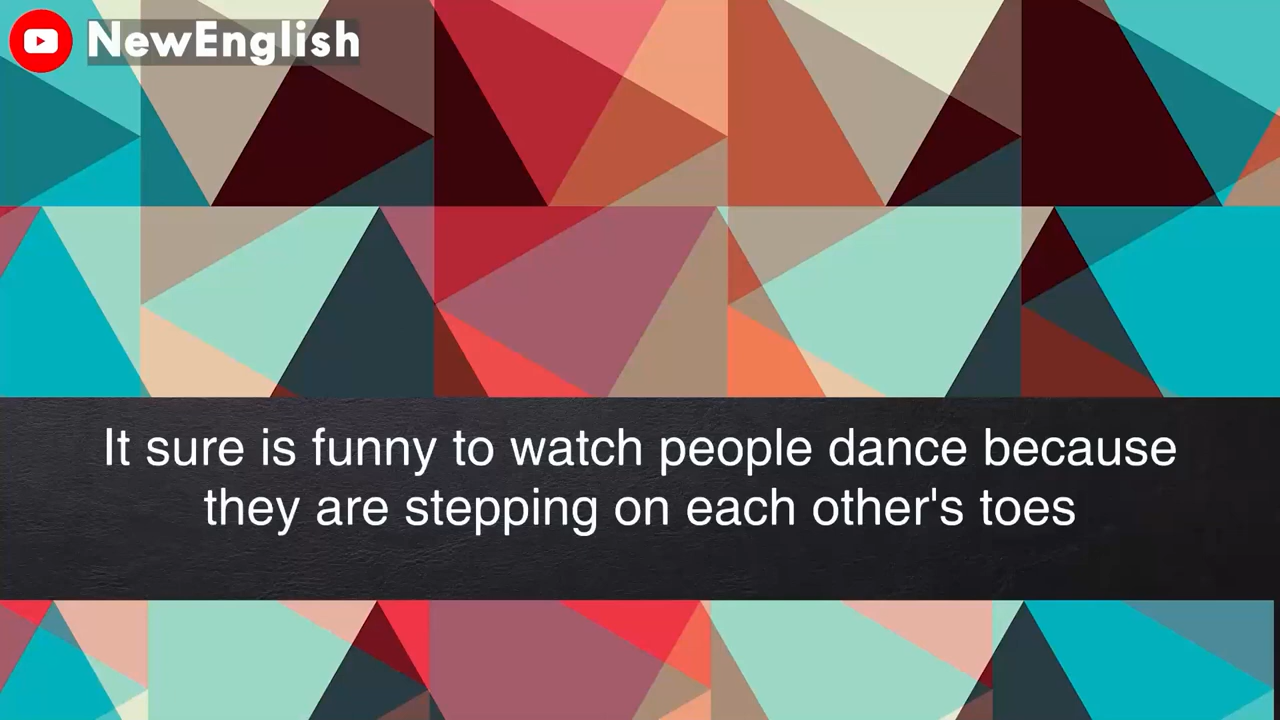 NewEnglish
It sure is funny to watch people dance because
they are stepping on each other's toes